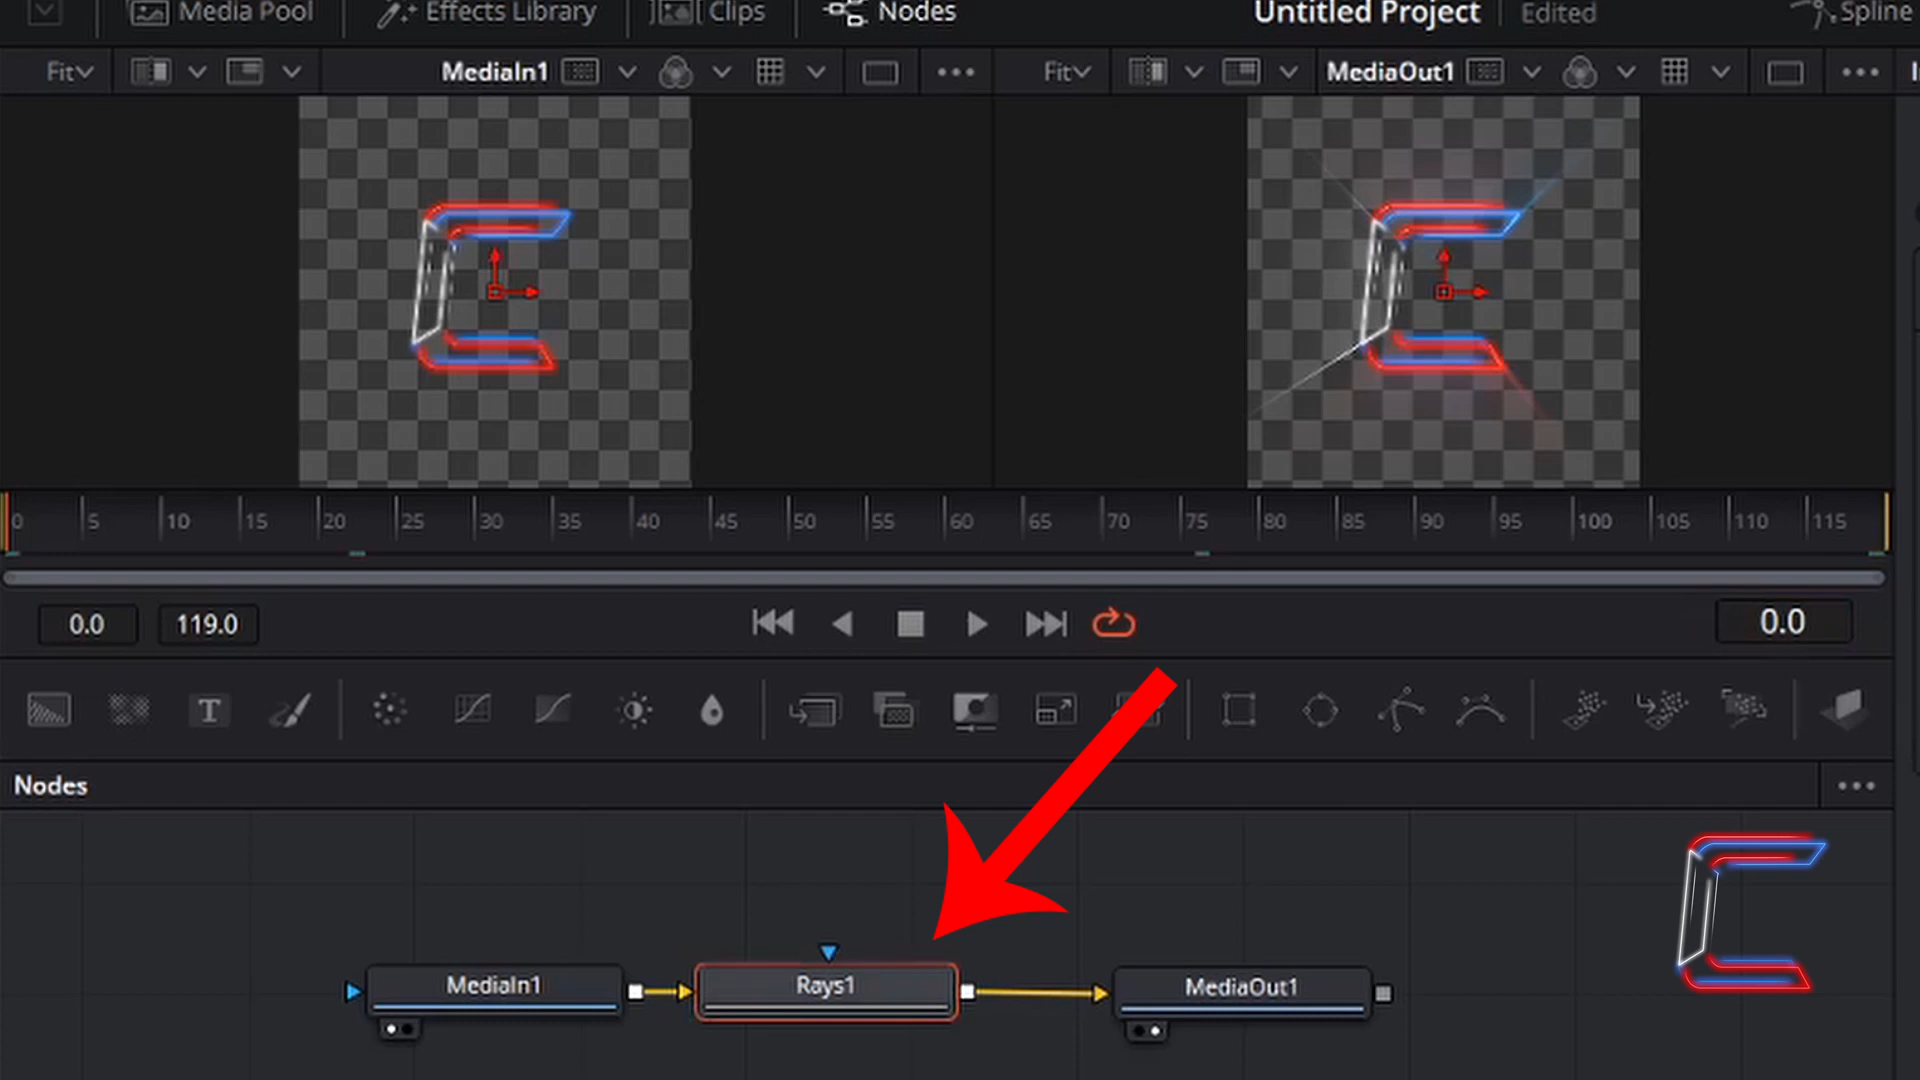 Media Pool Effects Library Clips Nodes Untitled Project Edited Spline
Fit MediaIn1 Fit MediaOut1
0 5 10 15 20 25 30 35 40 45 50 55 60 65 70 75 80 85 90 95 100 105 110 115
0.0 119.0 0.0
T
Nodes
MediaIn1 Rays1 MediaOut1